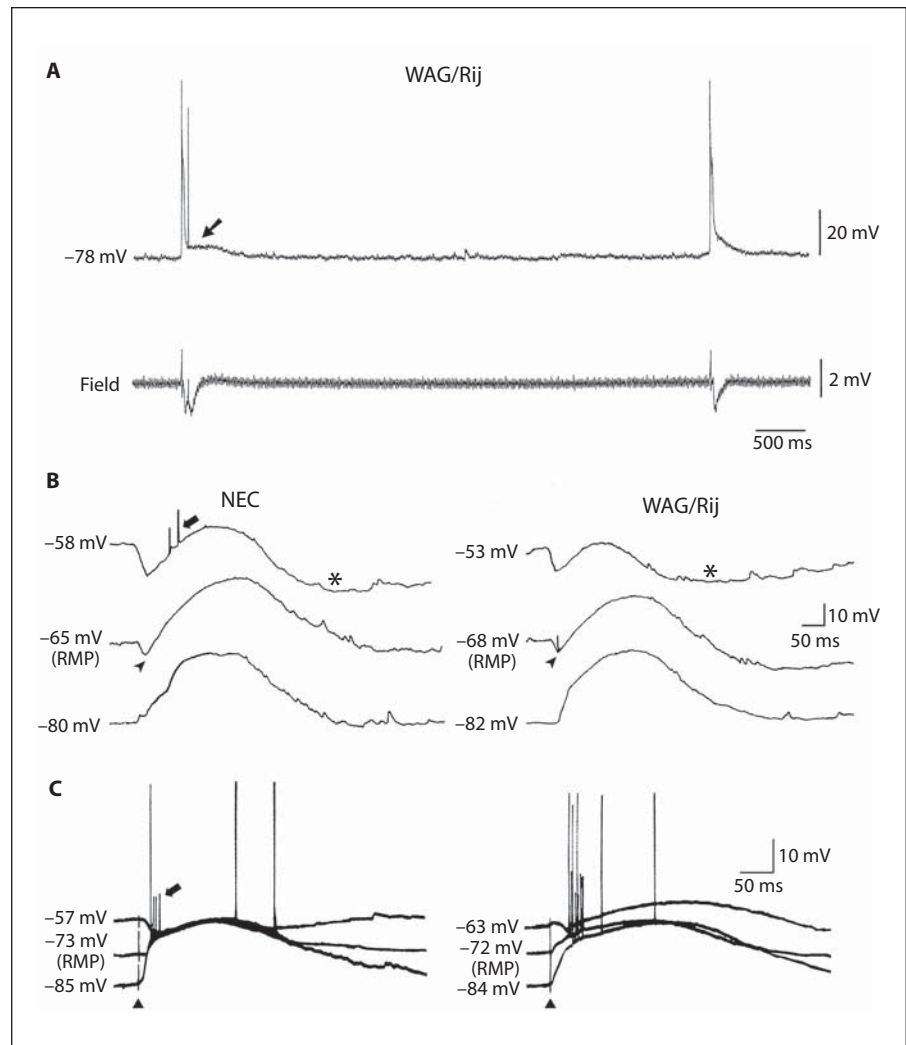 A
WAG/Rij
–78 mV
20 mV
Field
2 mV
500 ms
B
NEC
WAG/Rij
–58 mV
*
–53 mV
*
–65 mV
(RMP)
–68 mV
(RMP)
10 mV
50 ms
–80 mV
–82 mV
C
10 mV
50 ms
–57 mV
–63 mV
–73 mV
(RMP)
–72 mV
(RMP)
–85 mV
–84 mV